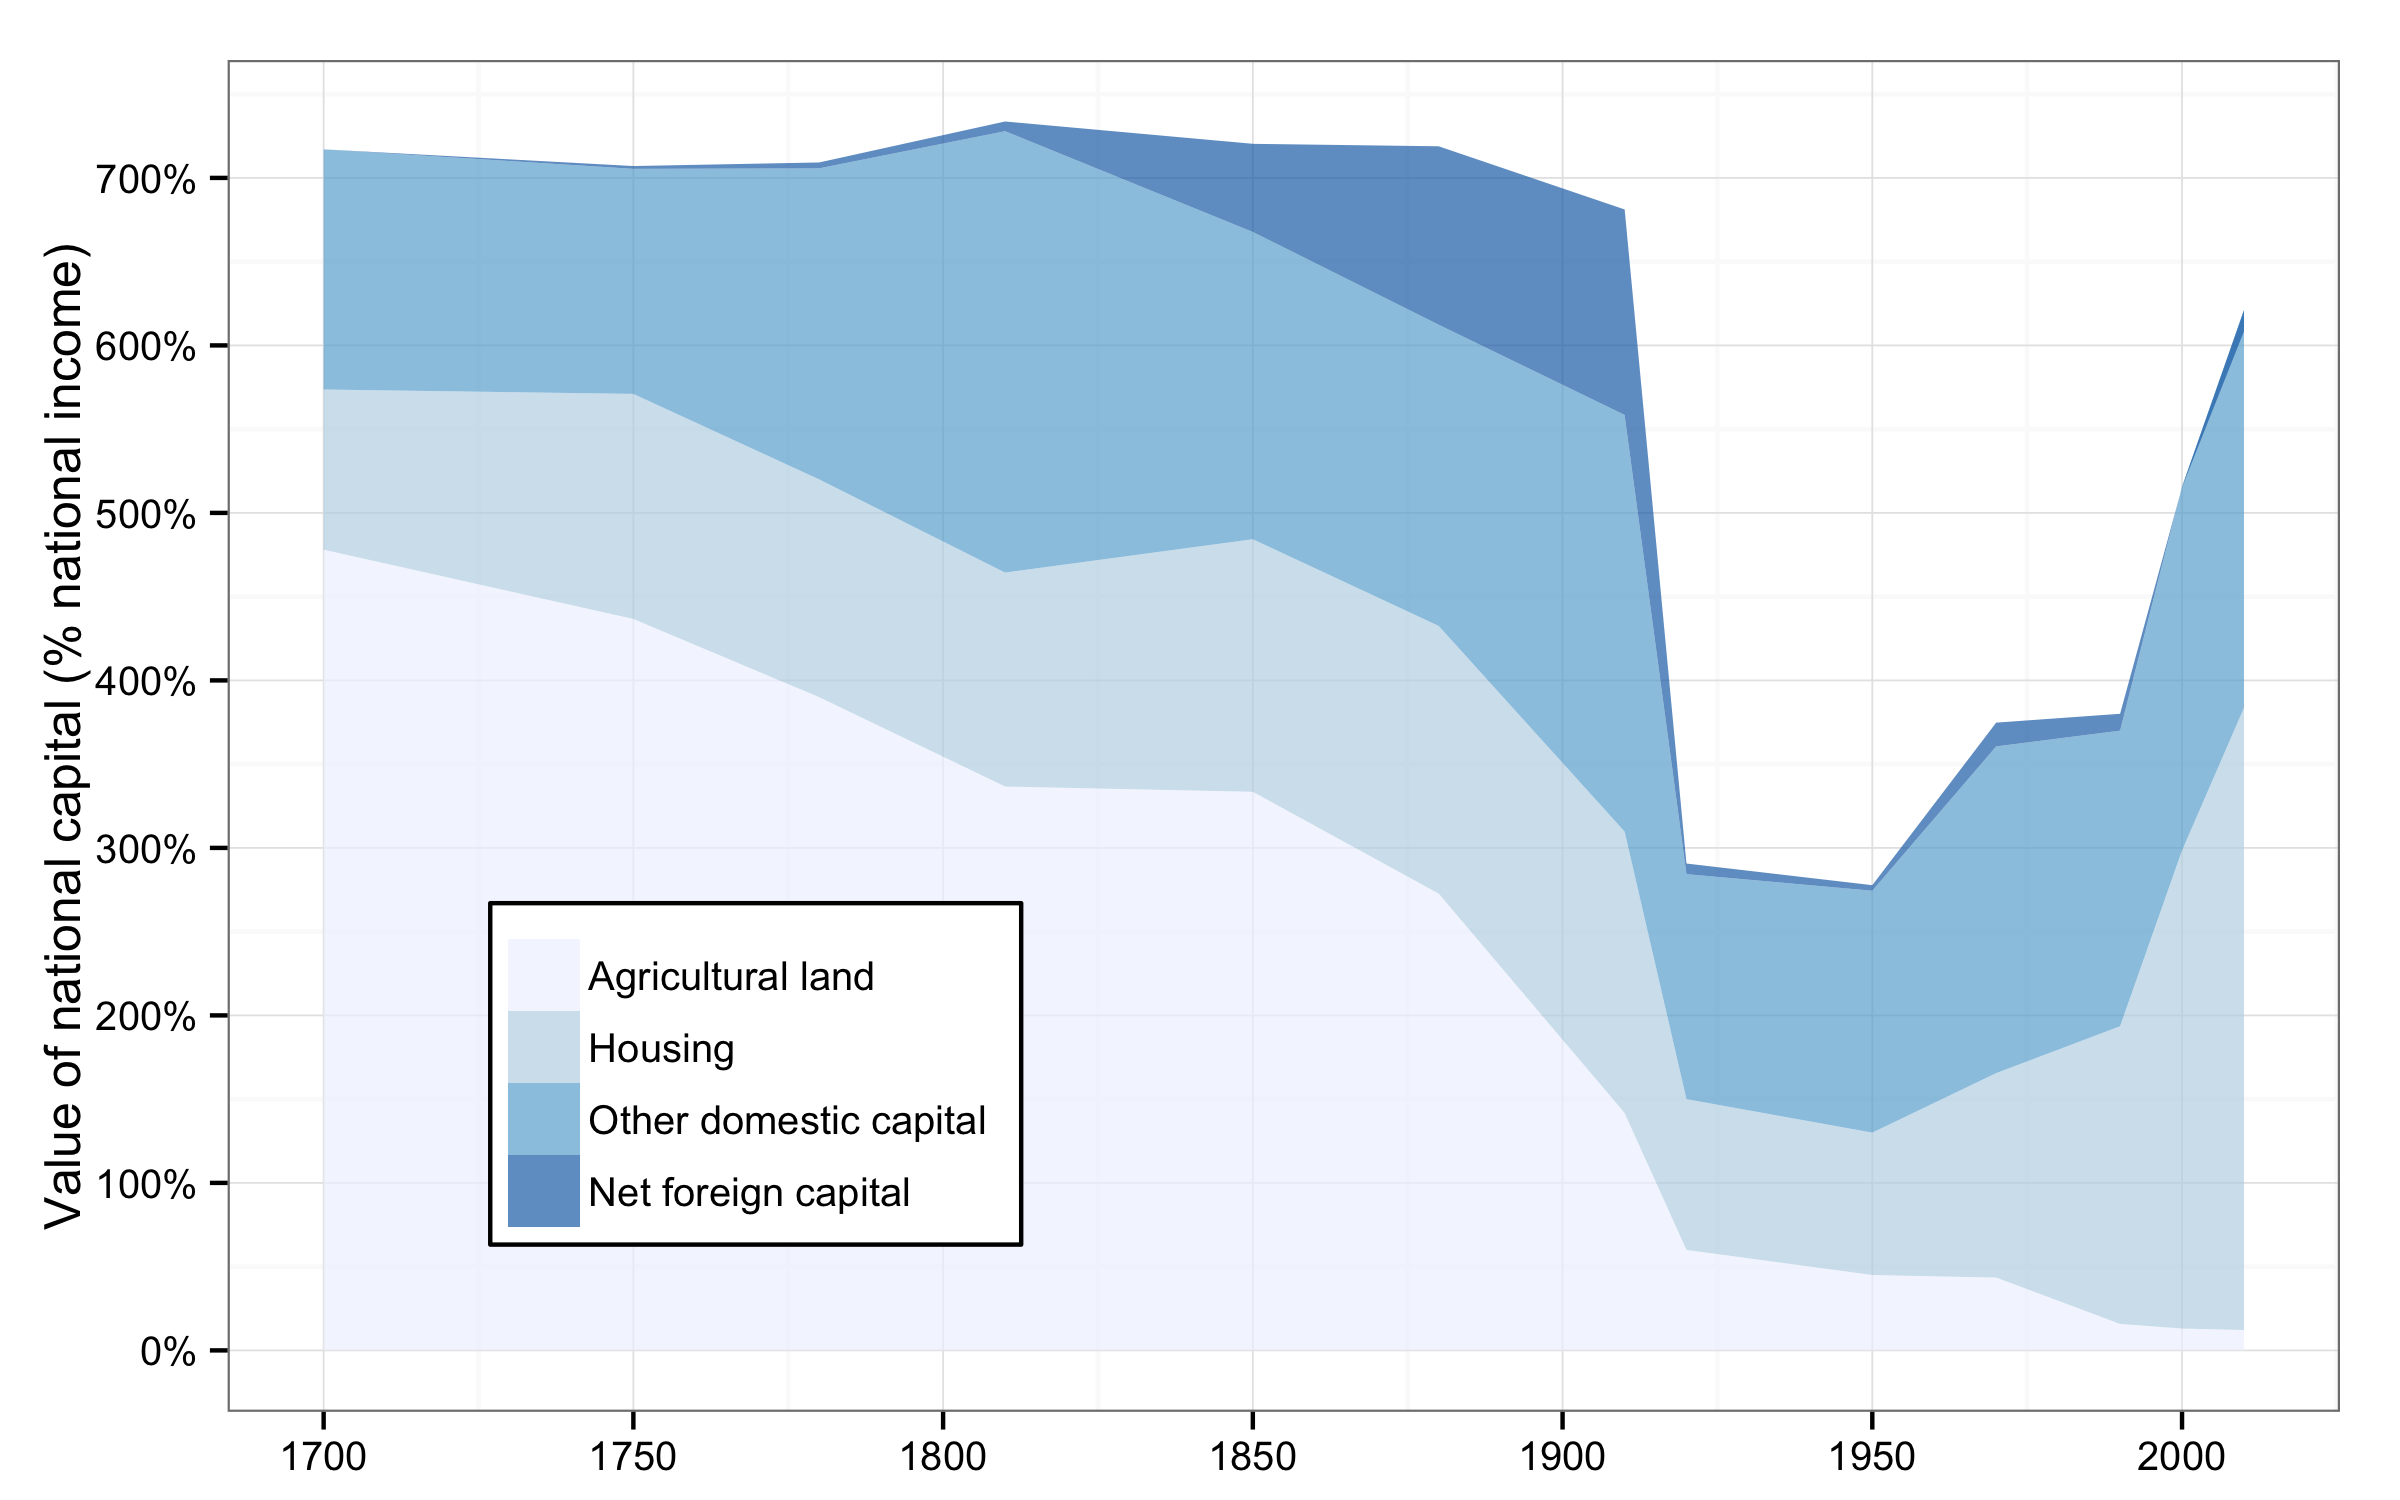 Value of national capital (% national income)
700%
600%
500%
400%
300%
200%
100%
0%
Agricultural land
Housing
Other domestic capital
Net foreign capital
1700 1750 1800 1850 1900 1950 2000